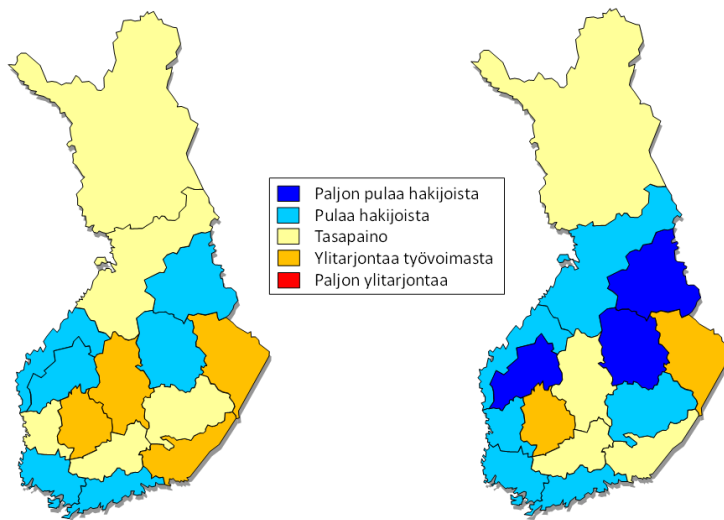 Paljon pulaa hakijoista
Pulaa hakijoista
Tasapaino
Ylitarjontaa työvoimasta
Paljon ylitarjontaa